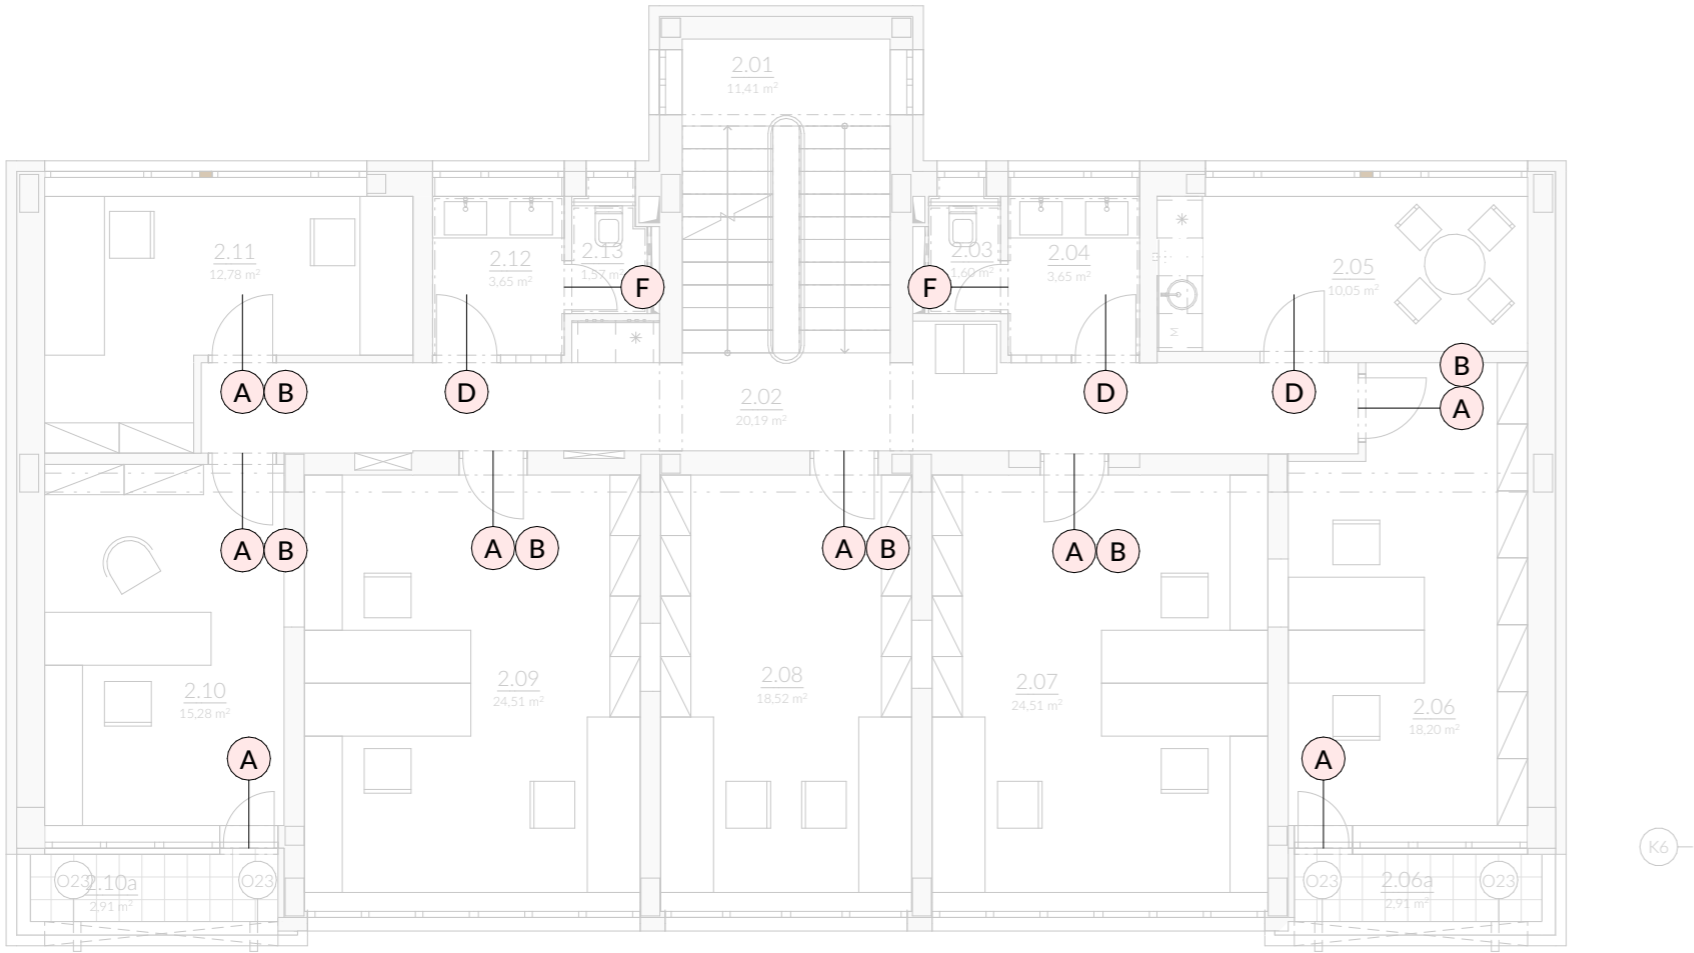 2.01
11,41 m²
2.11
12,78 m²
2.12
3,65 m²
2.13
1,57 m²
2.03
1,60 m²
2.04
3,65 m²
2.05
10,05 m²
F
F
A B
D
2.02
20,19 m²
D
D
B
A
A B
A B
A B
A B
2.10
15,28 m²
2.09
24,51 m²
2.08
18,52 m²
2.07
24,51 m²
2.06
18,20 m²
A
A
K6
O23
2.10a
2,91 m²
O23
O23
2.06a
2,91 m²
O23